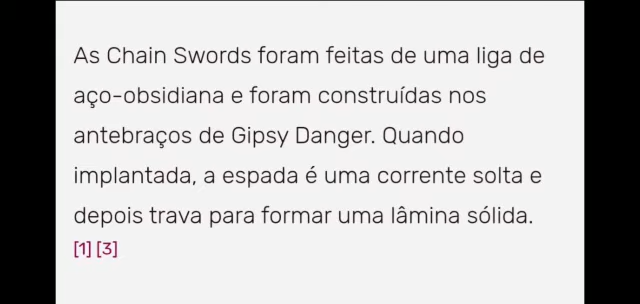 As Chain Swords foram feitas de uma liga de
aço-obsidiana e foram construídas nos
antebraços de Gipsy Danger. Quando
implantada, a espada é uma corrente solta e
depois trava para formar uma lâmina sólida.
[1] [3]